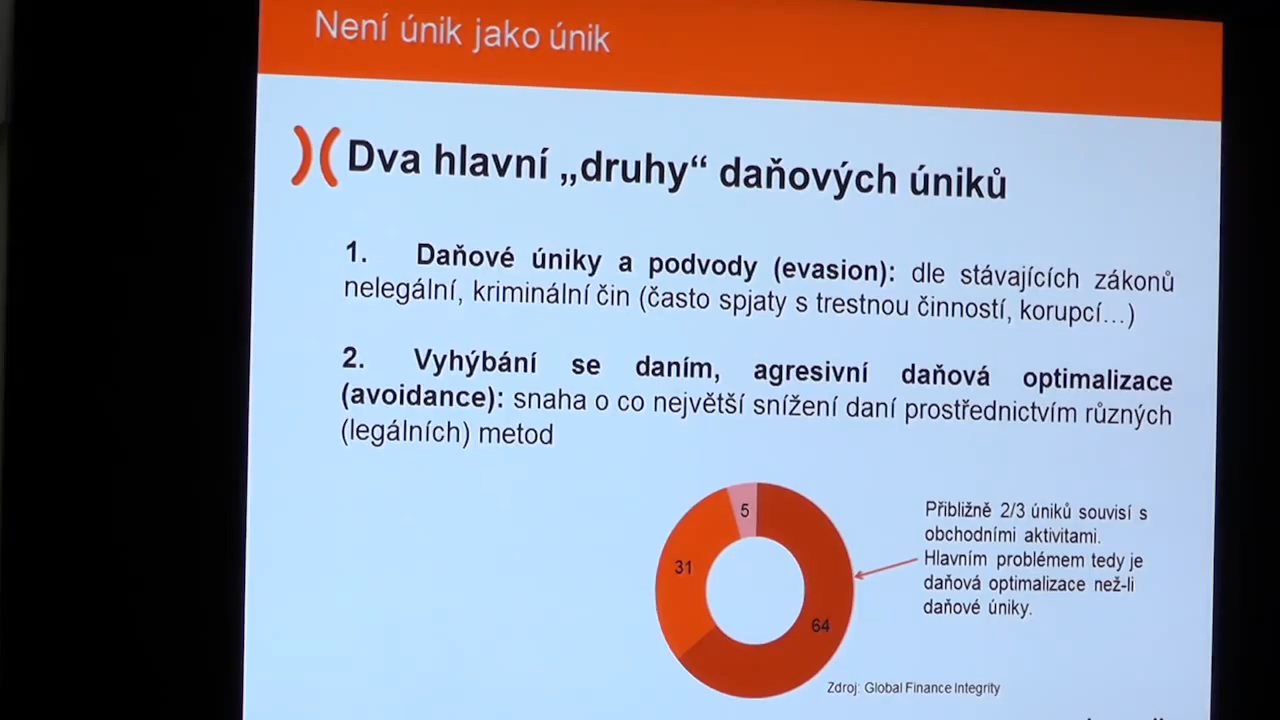 Není únik jako únik
Dva hlavní „druhy“ daňových úniků
1. Daňové úniky a podvody (evasion): dle stávajících zákonů
nelegální, kriminální čin (často spjaty s trestnou činností, korupcí…)
2. Vyhýbání se daním, agresivní daňová optimalizace
(avoidance): snaha o co největší snížení daní prostřednictvím různých
(legálních) metod
5
31
64
Přibližně 2/3 úniků souvisí s
obchodními aktivitami.
Hlavním problémem tedy je
daňová optimalizace než-li
daňové úniky.
Zdroj: Global Finance Integrity